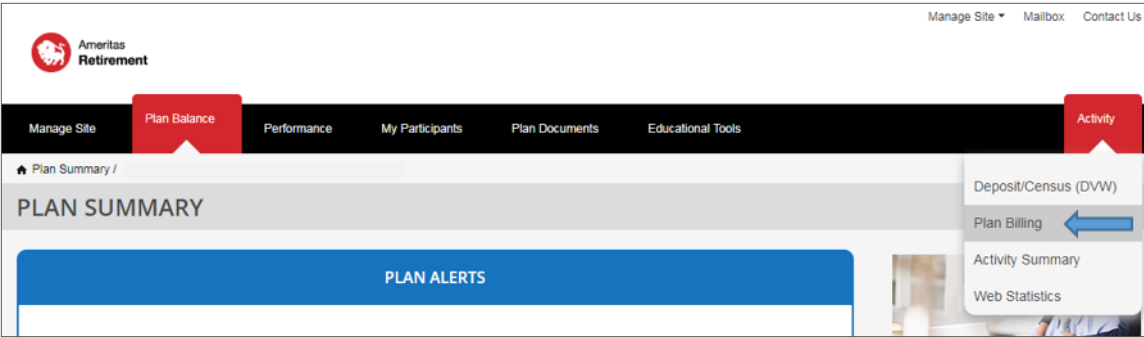 Manage Site Mailbox Contact Us
Ameritas
Retirement
Manage Site Plan Balance Performance My Participants Plan Documents Educational Tools Activity
Plan Summary /
PLAN SUMMARY
Deposit/Census (DVW)
Plan Billing
Activity Summary
Web Statistics
PLAN ALERTS